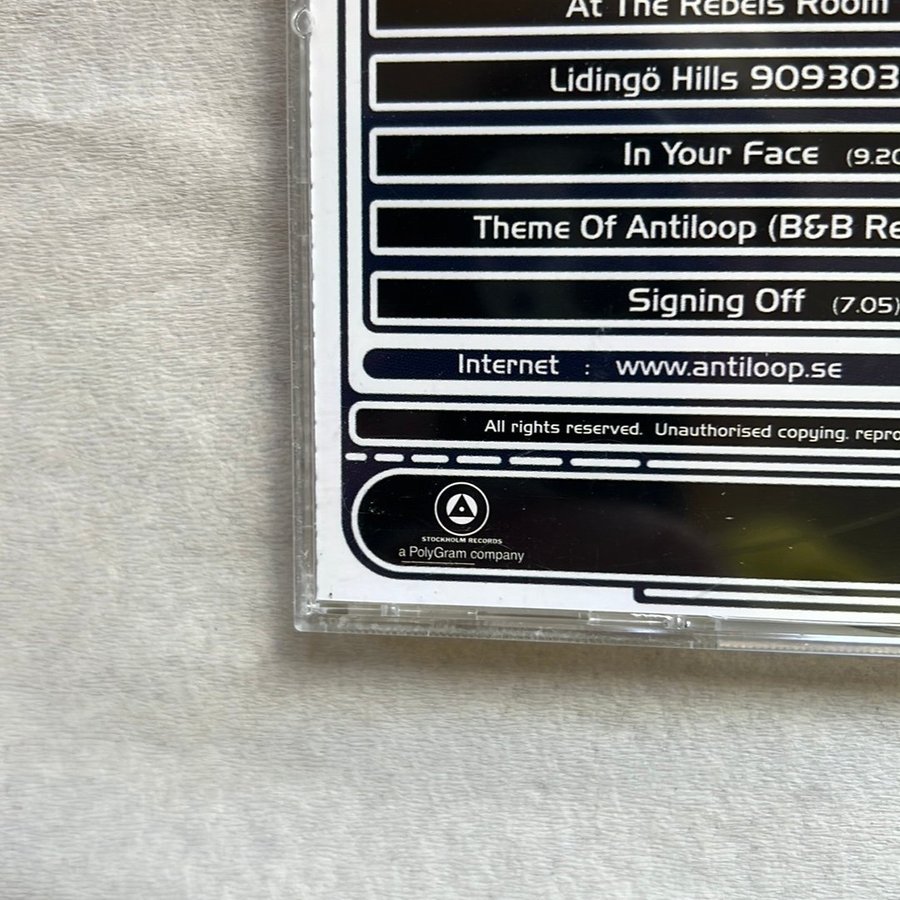 At The Rebels Room
Lidingö Hills 909303
In Your Face (9.20
Theme Of Antiloop (B&B Re
Signing Off (7.05)
Internet : www.antiloop.se
All rights reserved. Unauthorised copying. repro
STOCKHOLM RECORDS
a PolyGram company